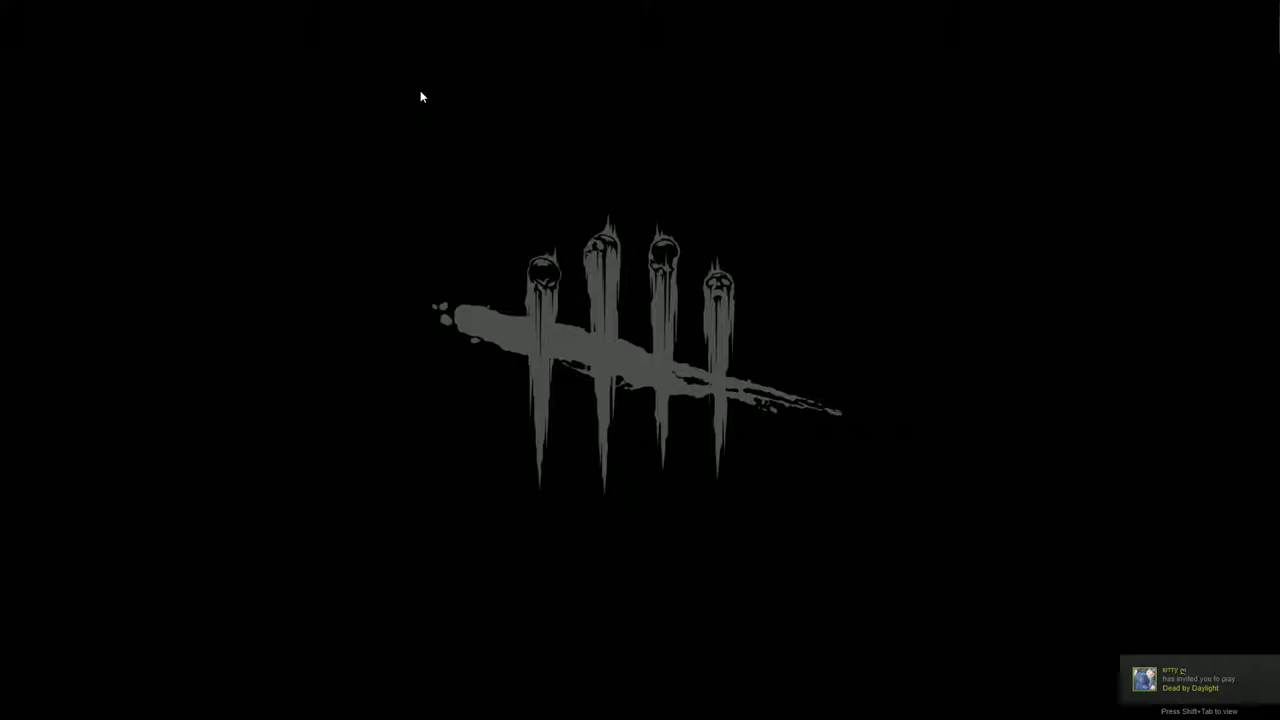 has invited you to play
Dead by Daylight
Press Shift+Tab to view